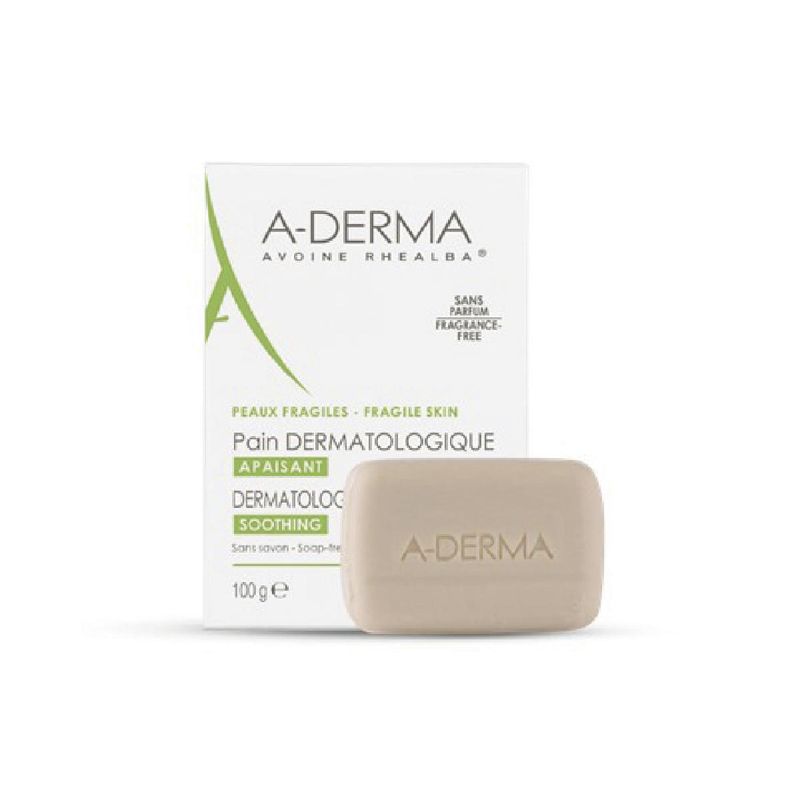 A-DERMA
AVOINE RHEALBA®
SANS
PARFUM
FRAGRANCE-
FREE
PEAUX FRAGILES - FRAGILE SKIN
Pain DERMATOLOGIQUE
APAISANT
DERMATOLOG
SOOTHING
Sans savon - Soap-fre
100 g ℮
A-DERMA